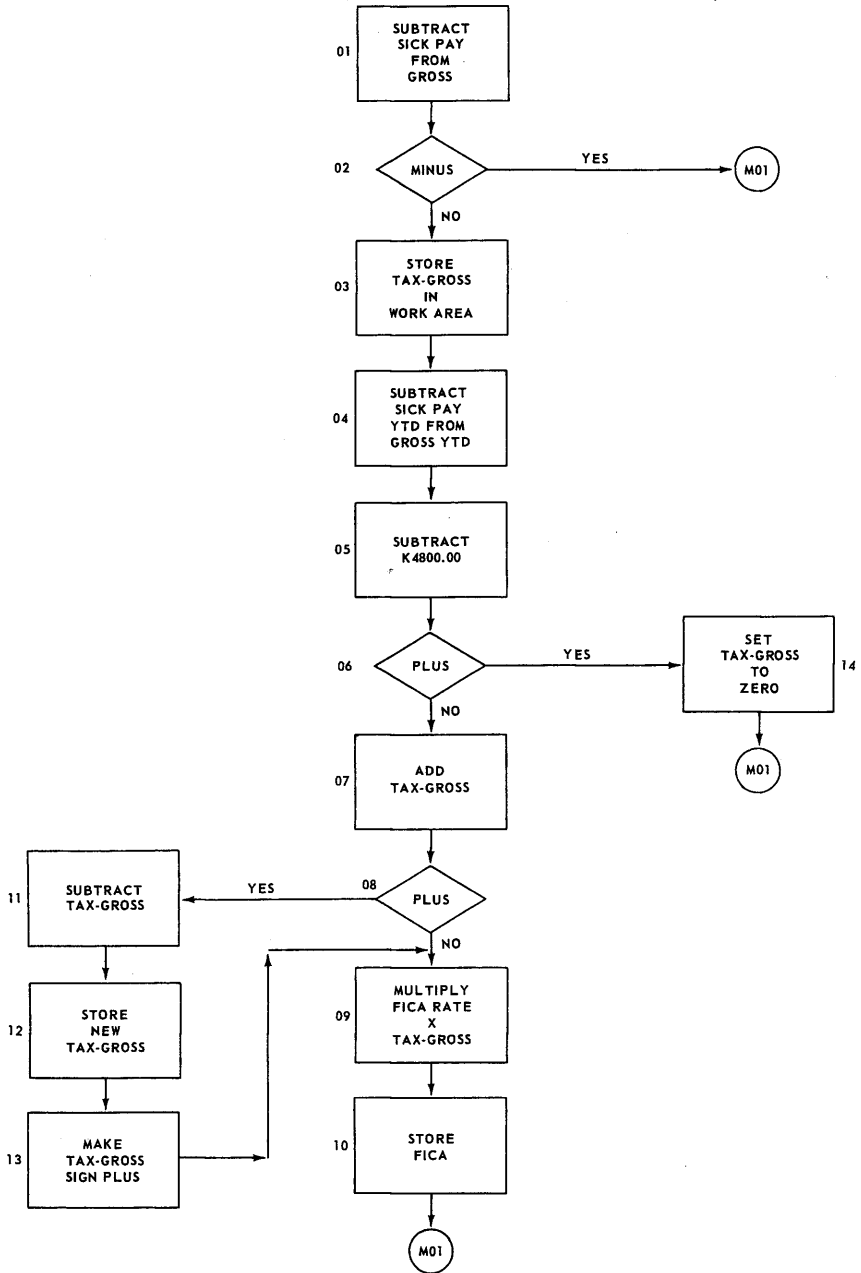 01
SUBTRACT
SICK PAY
FROM
GROSS
02
MINUS
YES
M01
NO
03
STORE
TAX-GROSS
IN
WORK AREA
04
SUBTRACT
SICK PAY
YTD FROM
GROSS YTD
05
SUBTRACT
K4800.00
06
PLUS
YES
SET
TAX-GROSS
TO
ZERO
14
NO
M01
07
ADD
TAX-GROSS
08
PLUS
YES
11
SUBTRACT
TAX-GROSS
NO
12
STORE
NEW
TAX-GROSS
09
MULTIPLY
FICA RATE
X
TAX-GROSS
13
MAKE
TAX-GROSS
SIGN PLUS
10
STORE
FICA
M01